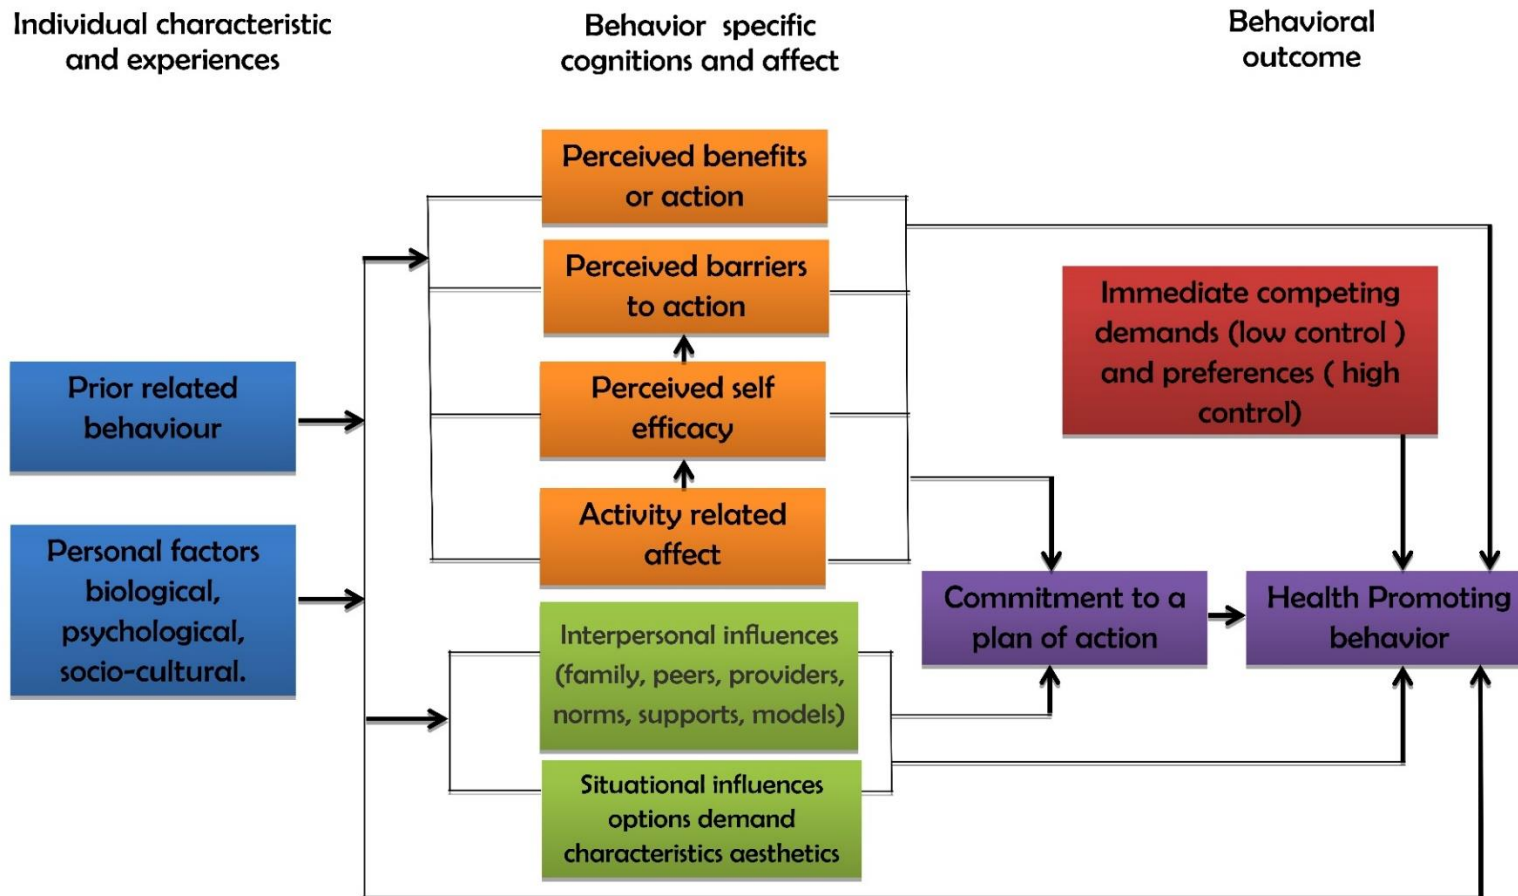 Individual characteristic
and experiences
Behavior specific
cognitions and affect
Behavioral
outcome
Perceived benefits
or action
Perceived barriers
to action
Perceived self
efficacy
Activity related
affect
Prior related
behaviour
Personal factors
biological,
psychological,
socio-cultural.
Interpersonal influences
(family, peers, providers,
norms, supports, models)
Situational influences
options demand
characteristics aesthetics
Immediate competing
demands (low control )
and preferences ( high
control)
Commitment to a
plan of action
Health Promoting
behavior